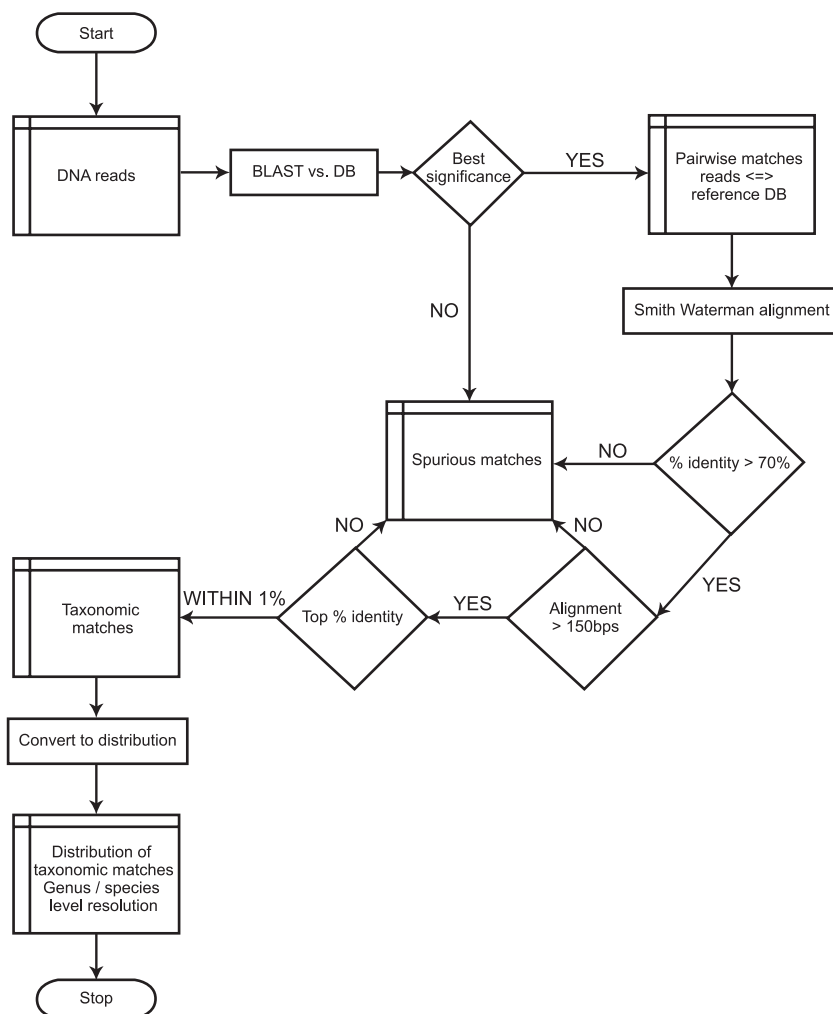 Start
DNA reads
BLAST vs. DB
Best
significance
YES
Pairwise matches
reads <=>
reference DB
NO
Smith Waterman alignment
% identity > 70%
NO
Spurious matches
YES
NO
NO
Alignment
> 150bps
YES
Top % identity
WITHIN 1%
Taxonomic
matches
Convert to distribution
Distribution of
taxonomic matches
Genus / species
level resolution
Stop